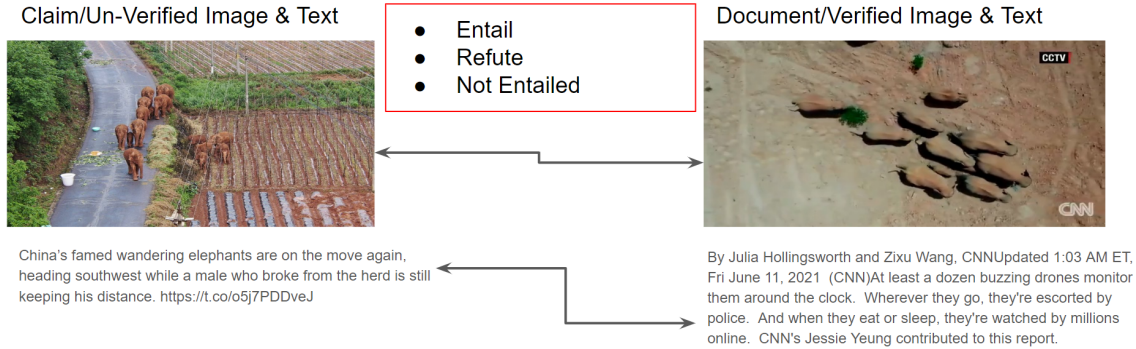 Claim/Un-Verified Image & Text
● Entail
● Refute
● Not Entailed
Document/Verified Image & Text
CCTV
CNN
China's famed wandering elephants are on the move again,
heading southwest while a male who broke from the herd is still
keeping his distance. https://t.co/o5j7PDDveJ
By Julia Hollingsworth and Zixu Wang, CNNUpdated 1:03 AM ET,
Fri June 11, 2021  (CNN)At least a dozen buzzing drones monitor
them around the clock.  Wherever they go, they're escorted by
police.  And when they eat or sleep, they're watched by millions
online.  CNN's Jessie Yeung contributed to this report.